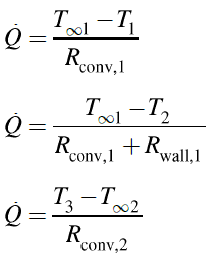 Q̇ = (T∞1 − T1) / Rconv,1
Q̇ = (T∞1 − T2) / (Rconv,1 + Rwall,1)
Q̇ = (T3 − T∞2) / Rconv,2